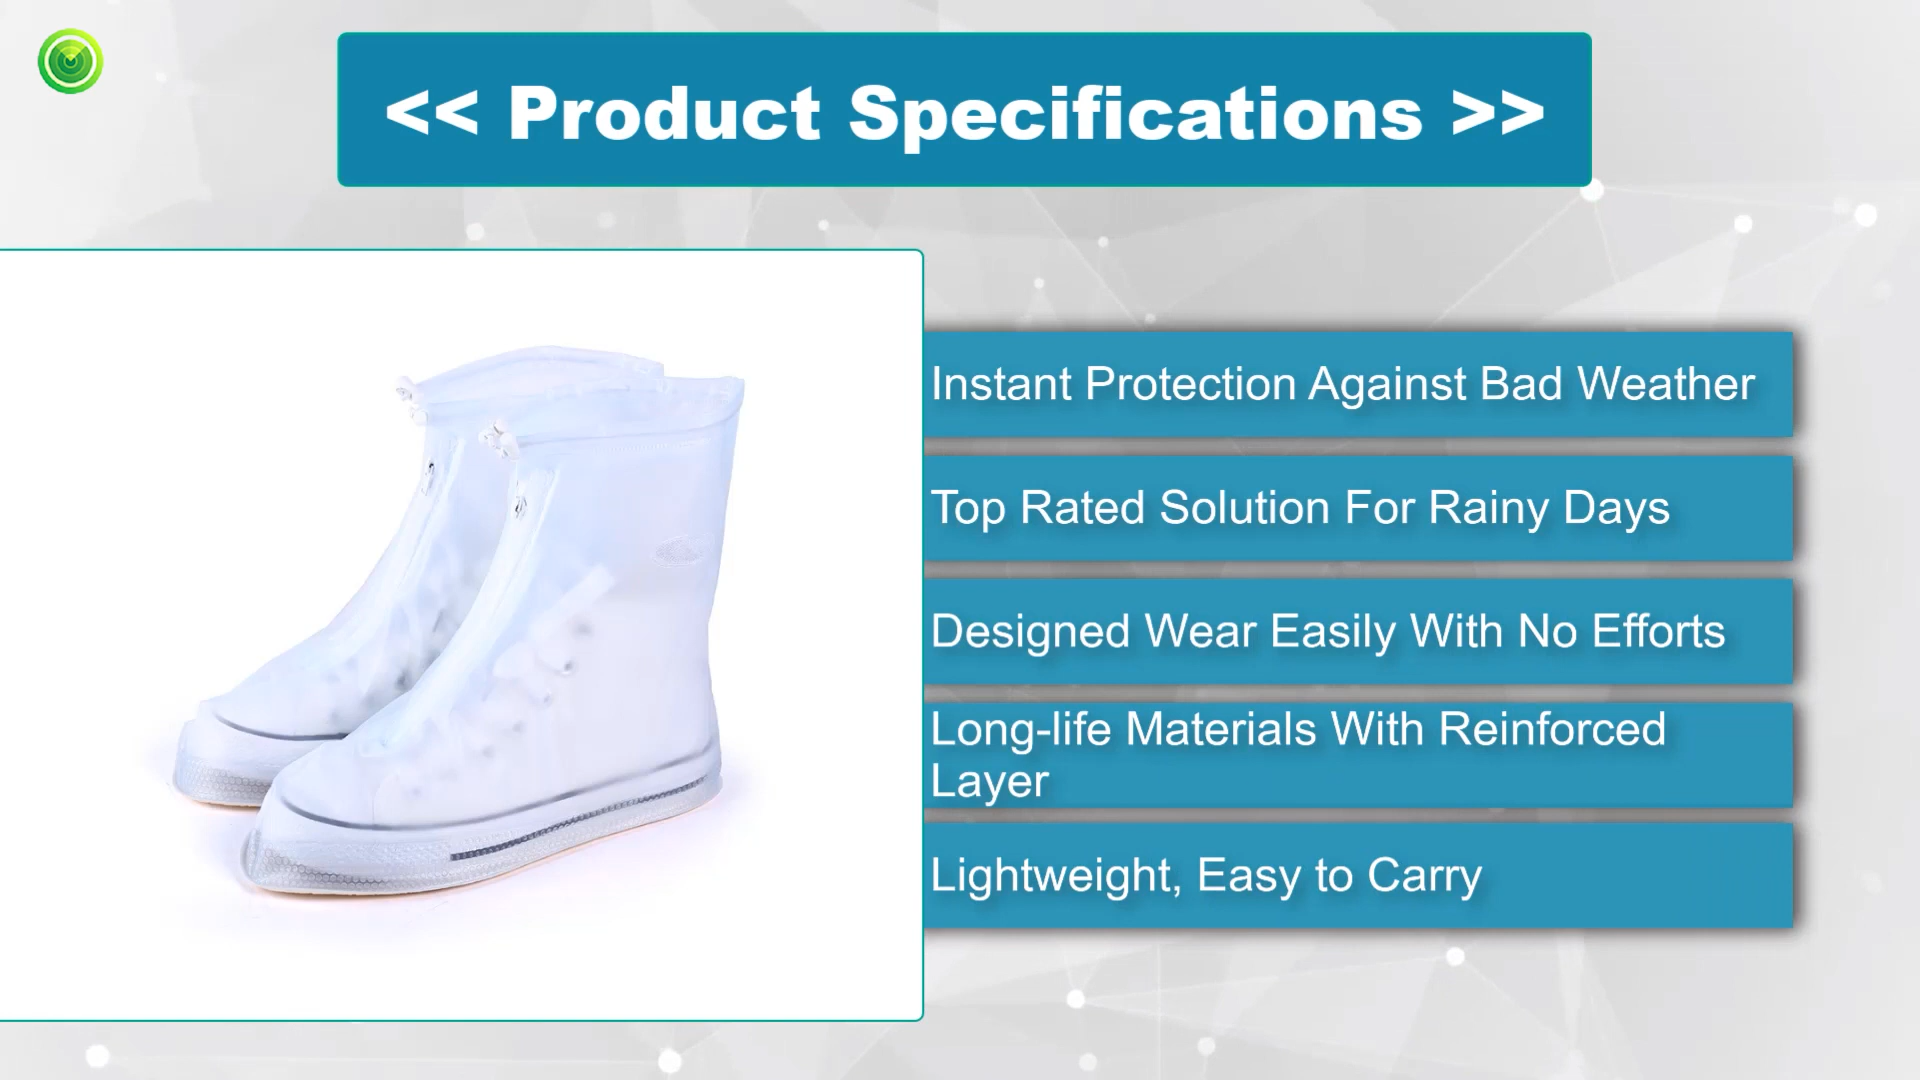 << Product Specifications >>
Instant Protection Against Bad Weather
Top Rated Solution For Rainy Days
Designed Wear Easily With No Efforts
Long-life Materials With Reinforced
Layer
Lightweight, Easy to Carry